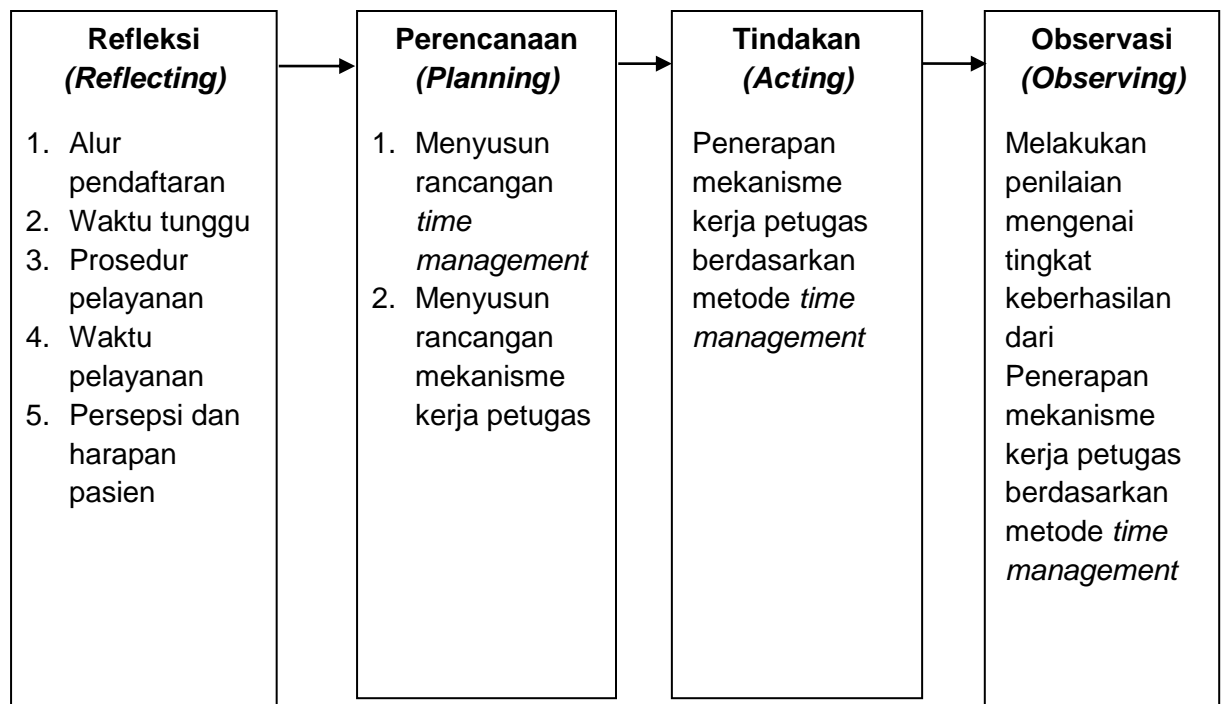 Refleksi
(Reflecting)
1. Alur
pendaftaran
2. Waktu tunggu
3. Prosedur
pelayanan
4. Waktu
pelayanan
5. Persepsi dan
harapan
pasien
Perencanaan
(Planning)
1. Menyusun
rancangan
time
management
2. Menyusun
rancangan
mekanisme
kerja petugas
Tindakan
(Acting)
Penerapan
mekanisme
kerja petugas
berdasarkan
metode time
management
Observasi
(Observing)
Melakukan
penilaian
mengenai
tingkat
keberhasilan
dari
Penerapan
mekanisme
kerja petugas
berdasarkan
metode time
management